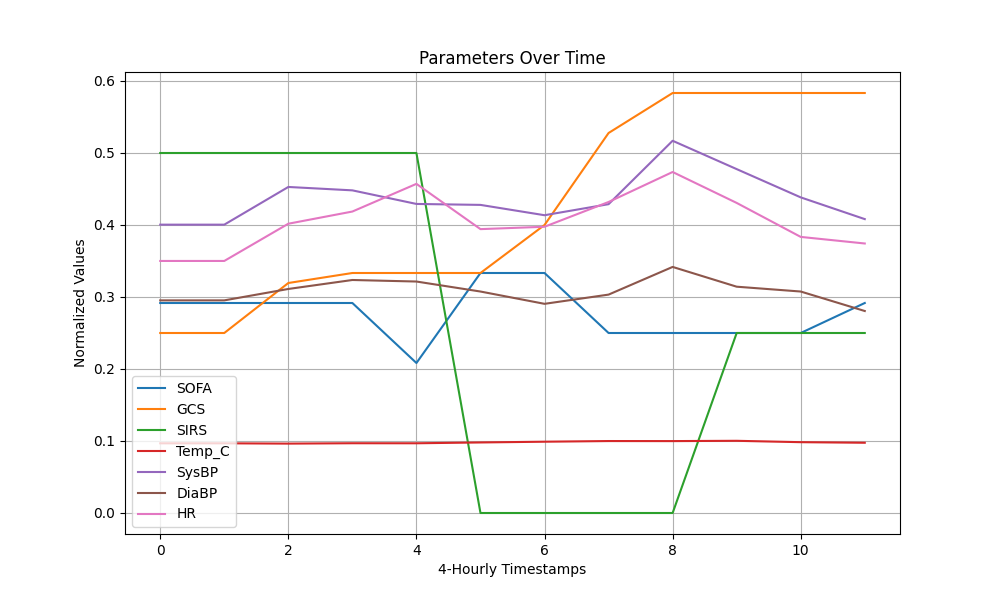 Parameters Over Time
Normalized Values
0.6
0.5
0.4
0.3
0.2
0.1
0.0
SOFA
GCS
SIRS
Temp_C
SysBP
DiaBP
HR
0 2 4 6 8 10
4-Hourly Timestamps